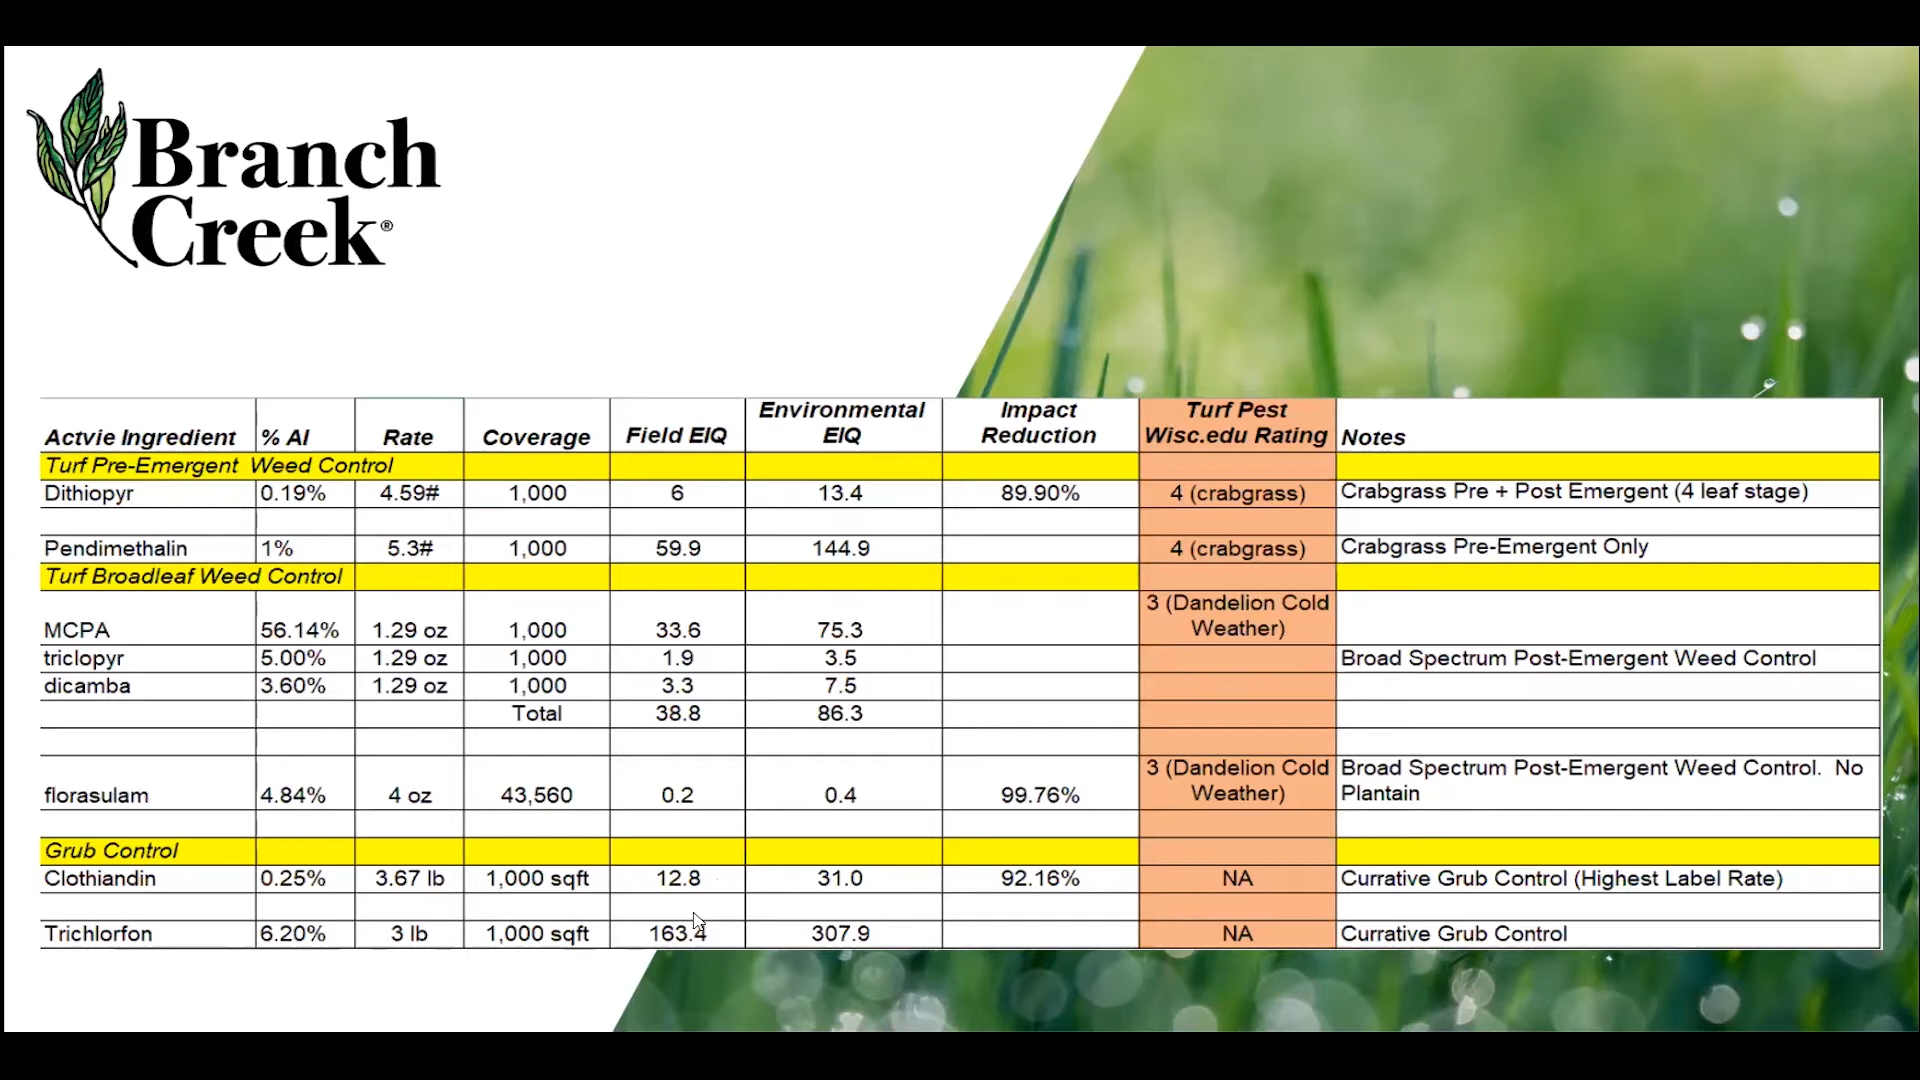 Branch
Creek®
Actvie Ingredient % AI Rate Coverage Field EIQ Environmental EIQ Impact Reduction Turf Pest Wisc.edu Rating Notes
Turf Pre-Emergent Weed Control
Dithiopyr 0.19% 4.59# 1,000 6 13.4 89.90% 4 (crabgrass) Crabgrass Pre + Post Emergent (4 leaf stage)
Pendimethalin 1% 5.3# 1,000 59.9 144.9 4 (crabgrass) Crabgrass Pre-Emergent Only
Turf Broadleaf Weed Control
MCPA 56.14% 1.29 oz 1,000 33.6 75.3 3 (Dandelion Cold Weather)
triclopyr 5.00% 1.29 oz 1,000 1.9 3.5 Broad Spectrum Post-Emergent Weed Control
dicamba 3.60% 1.29 oz 1,000 3.3 7.5
Total 38.8 86.3
florasulam 4.84% 4 oz 43,560 0.2 0.4 99.76% 3 (Dandelion Cold Weather) Broad Spectrum Post-Emergent Weed Control. No Plantain
Grub Control
Clothiandin 0.25% 3.67 lb 1,000 sqft 12.8 31.0 92.16% NA Currative Grub Control (Highest Label Rate)
Trichlorfon 6.20% 3 lb 1,000 sqft 163.4 307.9 NA Currative Grub Control